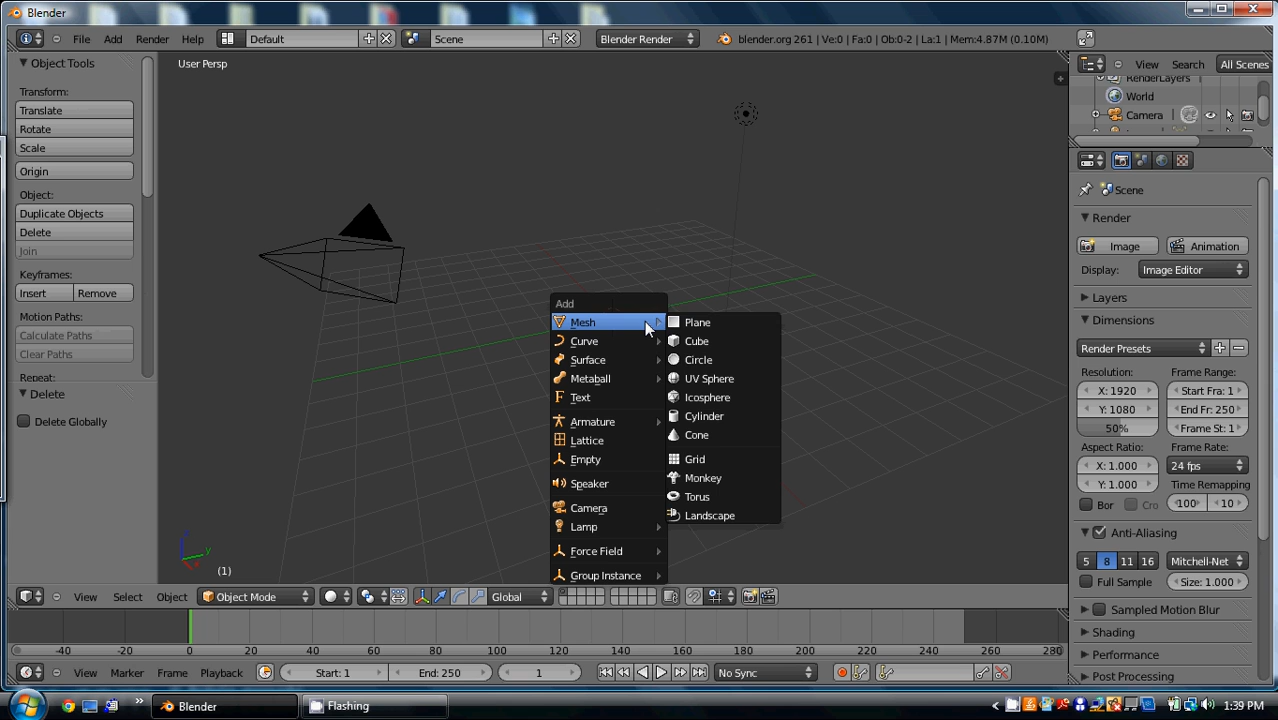 Blender
File Add Render Help Default Scene Blender Render blender.org 261 | Ve:0 | Fa:0 | Ob:0-2 | La:1 | Mem:4.87M (0.10M)
Object Tools
Transform:
Translate
Rotate
Scale
Origin
Object:
Duplicate Objects
Delete
Join
Keyframes:
Insert Remove
Motion Paths:
Calculate Paths
Clear Paths
Repeat:
Delete
Delete Globally
User Persp
(1)
Add
Mesh
Curve
Surface
Metaball
Text
Armature
Lattice
Empty
Speaker
Camera
Lamp
Force Field
Group Instance
Plane
Cube
Circle
UV Sphere
Icosphere
Cylinder
Cone
Grid
Monkey
Torus
Landscape
View Search All Scenes
RenderLayers
World
Camera
Scene
Render
Image Animation
Display: Image Editor
Layers
Dimensions
Render Presets
Resolution: Frame Range:
X: 1920 Start Fra: 1
Y: 1080 End Fr: 250
50% Frame St: 1
Aspect Ratio: Frame Rate:
X: 1.000 24 fps
Y: 1.000 Time Remapping
Bor Cro 100 10
Anti-Aliasing
5 8 11 16 Mitchell-Net
Full Sample Size: 1.000
Sampled Motion Blur
Shading
Performance
Post Processing
View Select Object Object Mode Global
-40 -20 0 20 40 60 80 100 120 140 160 180 200 220 240 260 280
View Marker Frame Playback Start: 1 End: 250 1 No Sync
Blender Flashing 1:39 PM